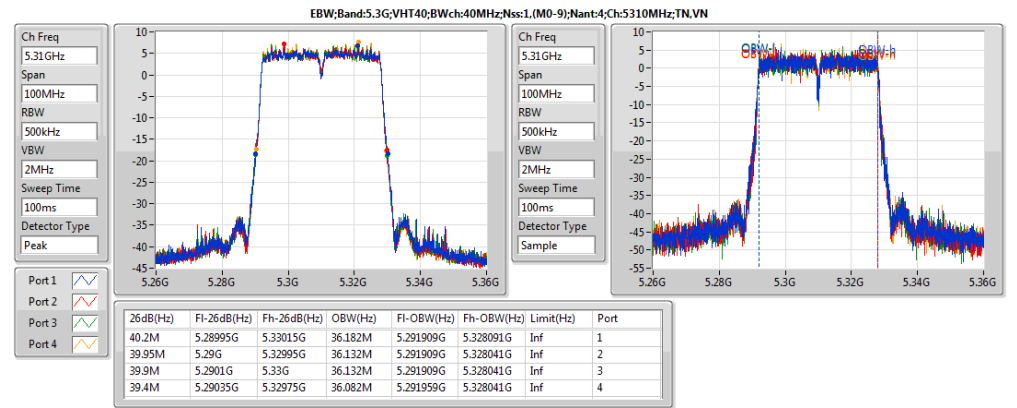 EBW;Band:5.3G;VHT40;BWch:40MHz;Nss:1,(M0-9);Nant:4;Ch:5310MHz;TN,VN
Ch Freq
5.31GHz
Span
100MHz
RBW
500kHz
VBW
2MHz
Sweep Time
100ms
Detector Type
Peak
10
5
0
-5
-10
-15
-20
-25
-30
-35
-40
-45
5.26G 5.28G 5.3G 5.32G 5.34G 5.36G
Ch Freq
5.31GHz
Span
100MHz
RBW
500kHz
VBW
2MHz
Sweep Time
100ms
Detector Type
Sample
10
5
0
-5
-10
-15
-20
-25
-30
-35
-40
-45
-50
-55
OBW-l OBW-h
5.26G 5.28G 5.3G 5.32G 5.34G 5.36G
Port 1
Port 2
Port 3
Port 4
26dB(Hz) Fl-26dB(Hz) Fh-26dB(Hz) OBW(Hz) Fl-OBW(Hz) Fh-OBW(Hz) Limit(Hz) Port
40.2M 5.28995G 5.33015G 36.182M 5.291909G 5.328091G Inf 1
39.95M 5.29G 5.32995G 36.132M 5.291909G 5.328041G Inf 2
39.9M 5.2901G 5.33G 36.132M 5.291909G 5.328041G Inf 3
39.4M 5.29035G 5.32975G 36.082M 5.291959G 5.328041G Inf 4